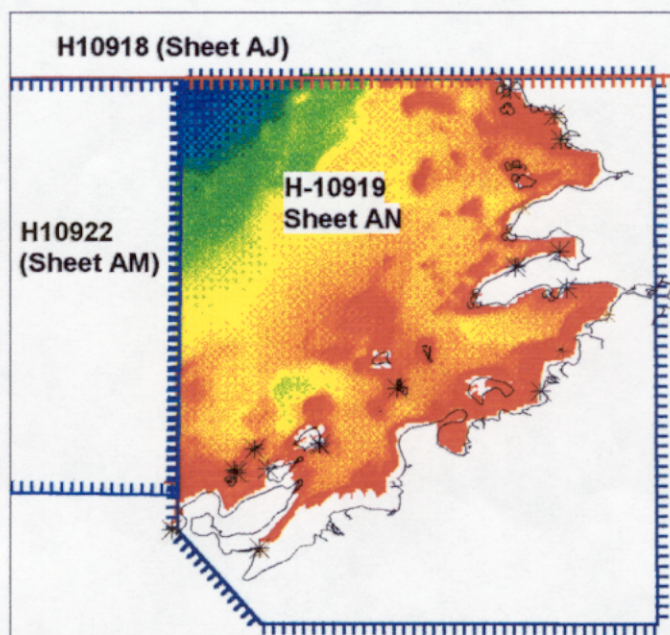 H10918 (Sheet AJ)
H-10919
Sheet AN
H10922
(Sheet AM)